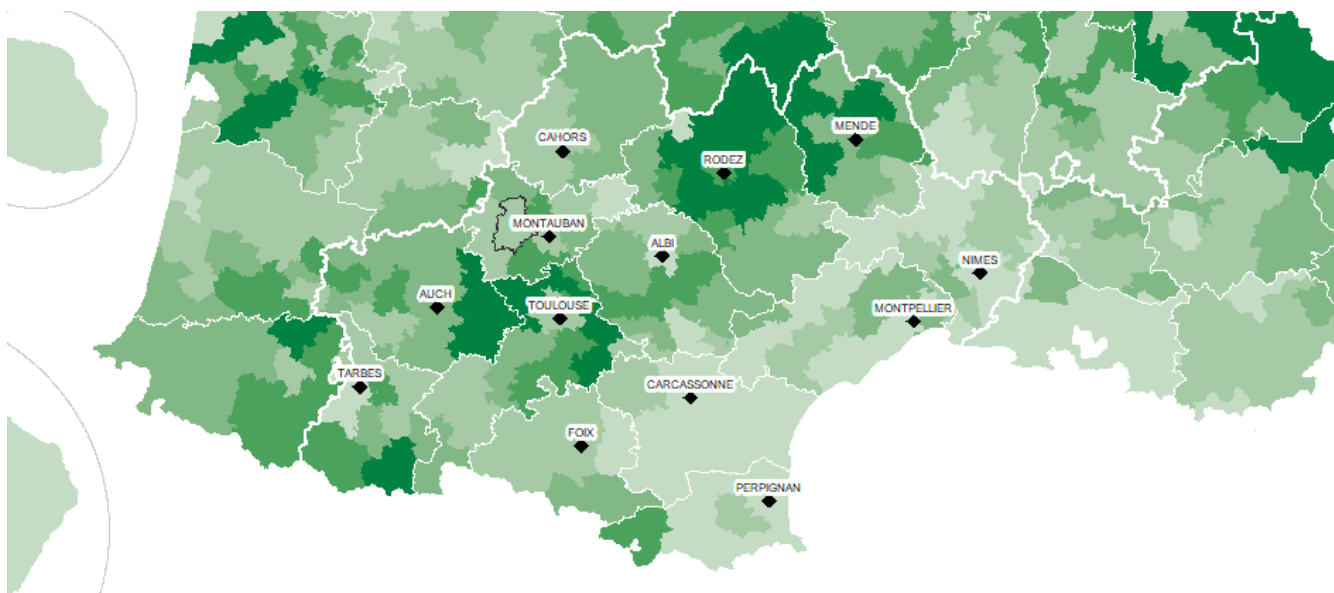 MENDE
CAHORS
RODEZ
MONTAUBAN
ALBI
NIMES
AUCH
TOULOUSE
MONTPELLIER
TARBES
CARCASSONNE
FOIX
PERPIGNAN